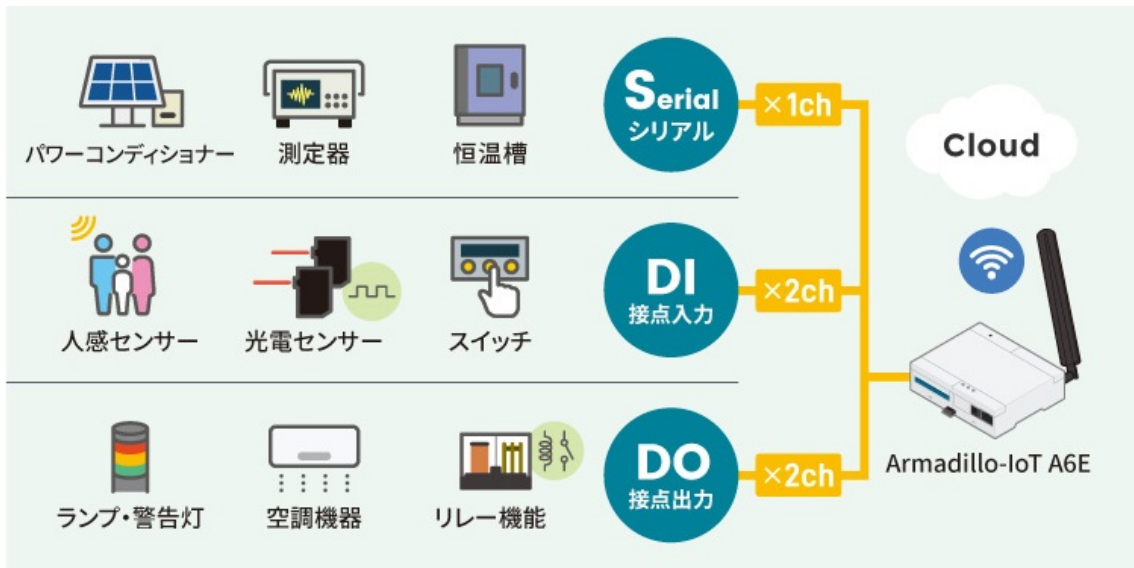 パワーコンディショナー
測定器
恒温槽
Serial
シリアル
×1ch
Cloud
人感センサー
光電センサー
スイッチ
DI
接点入力
×2ch
ランプ・警告灯
空調機器
リレー機能
DO
接点出力
×2ch
Armadillo-IoT A6E